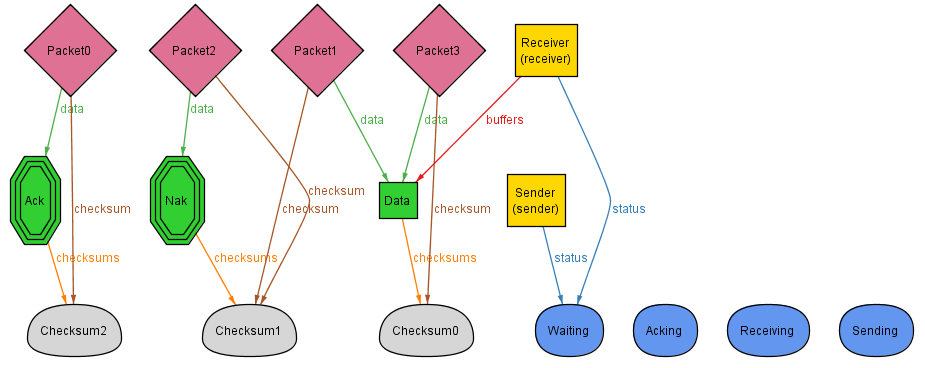 Packet0
Packet2
Packet1
Packet3
Receiver
(receiver)
data
data
data
data
buffers
Ack
Nak
Data
Sender
(sender)
checksum
checksum
checksum
checksum
status
checksums
checksums
checksums
status
Checksum2
Checksum1
Checksum0
Waiting
Acking
Receiving
Sending